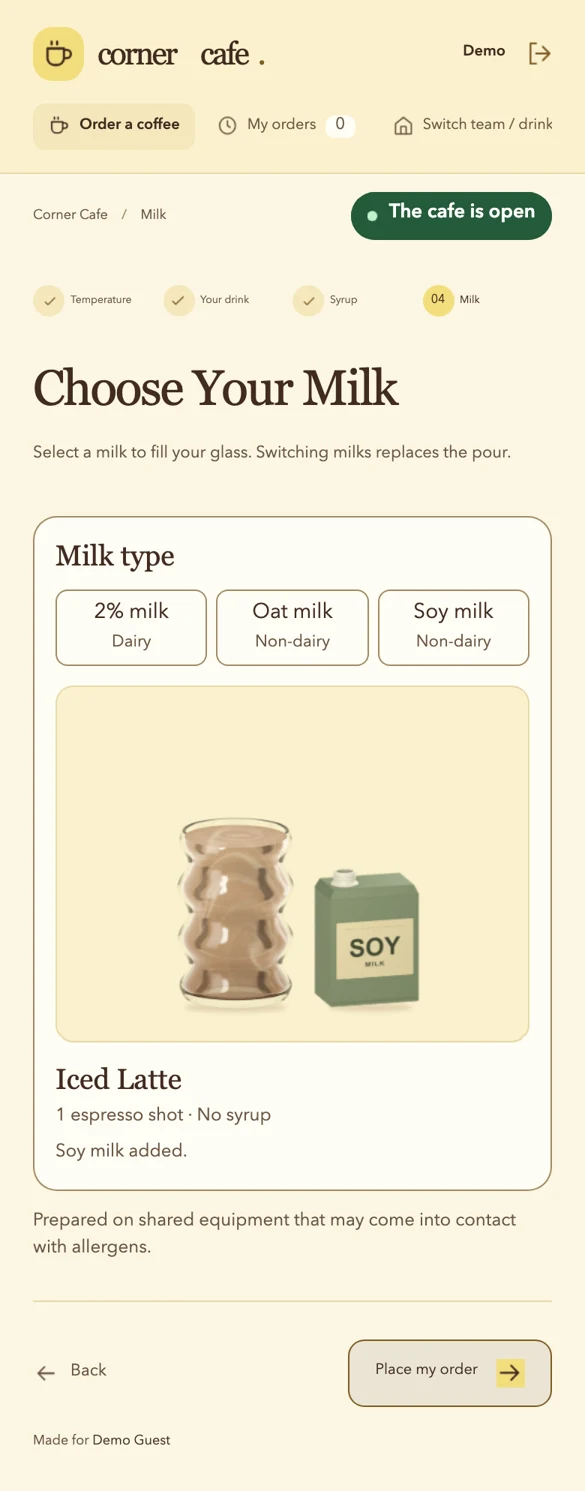 corner cafe .
Demo
Order a coffee
My orders 0
Switch team / drink
Corner Cafe / Milk
The cafe is open
Temperature
Your drink
Syrup
04 Milk
Choose Your Milk
Select a milk to fill your glass. Switching milks replaces the pour.
Milk type
2% milk
Dairy
Oat milk
Non-dairy
Soy milk
Non-dairy
SOY
MILK
Iced Latte
1 espresso shot · No syrup
Soy milk added.
Prepared on shared equipment that may come into contact
with allergens.
Back
Place my order
Made for Demo Guest